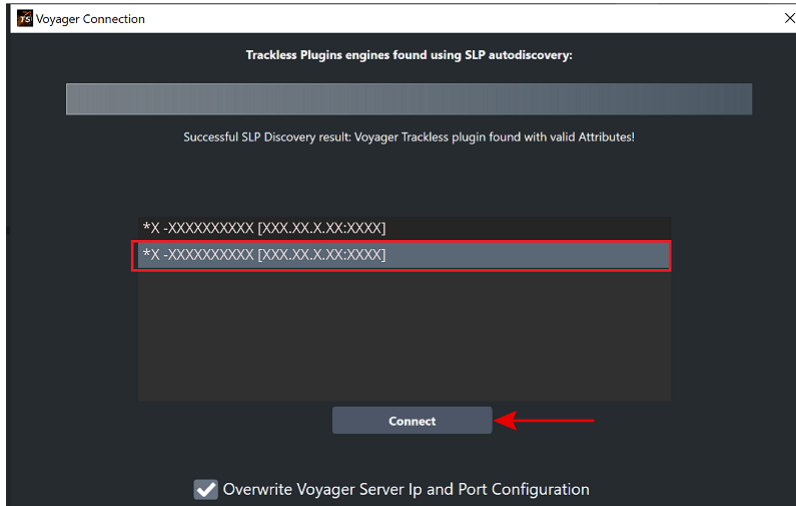 TS Voyager Connection
Trackless Plugins engines found using SLP autodiscovery:
Successful SLP Discovery result: Voyager Trackless plugin found with valid Attributes!
*X -XXXXXXXXXX [XXX.XX.X.XX:XXXX]
*X -XXXXXXXXXX [XXX.XX.X.XX:XXXX]
Connect
Overwrite Voyager Server Ip and Port Configuration